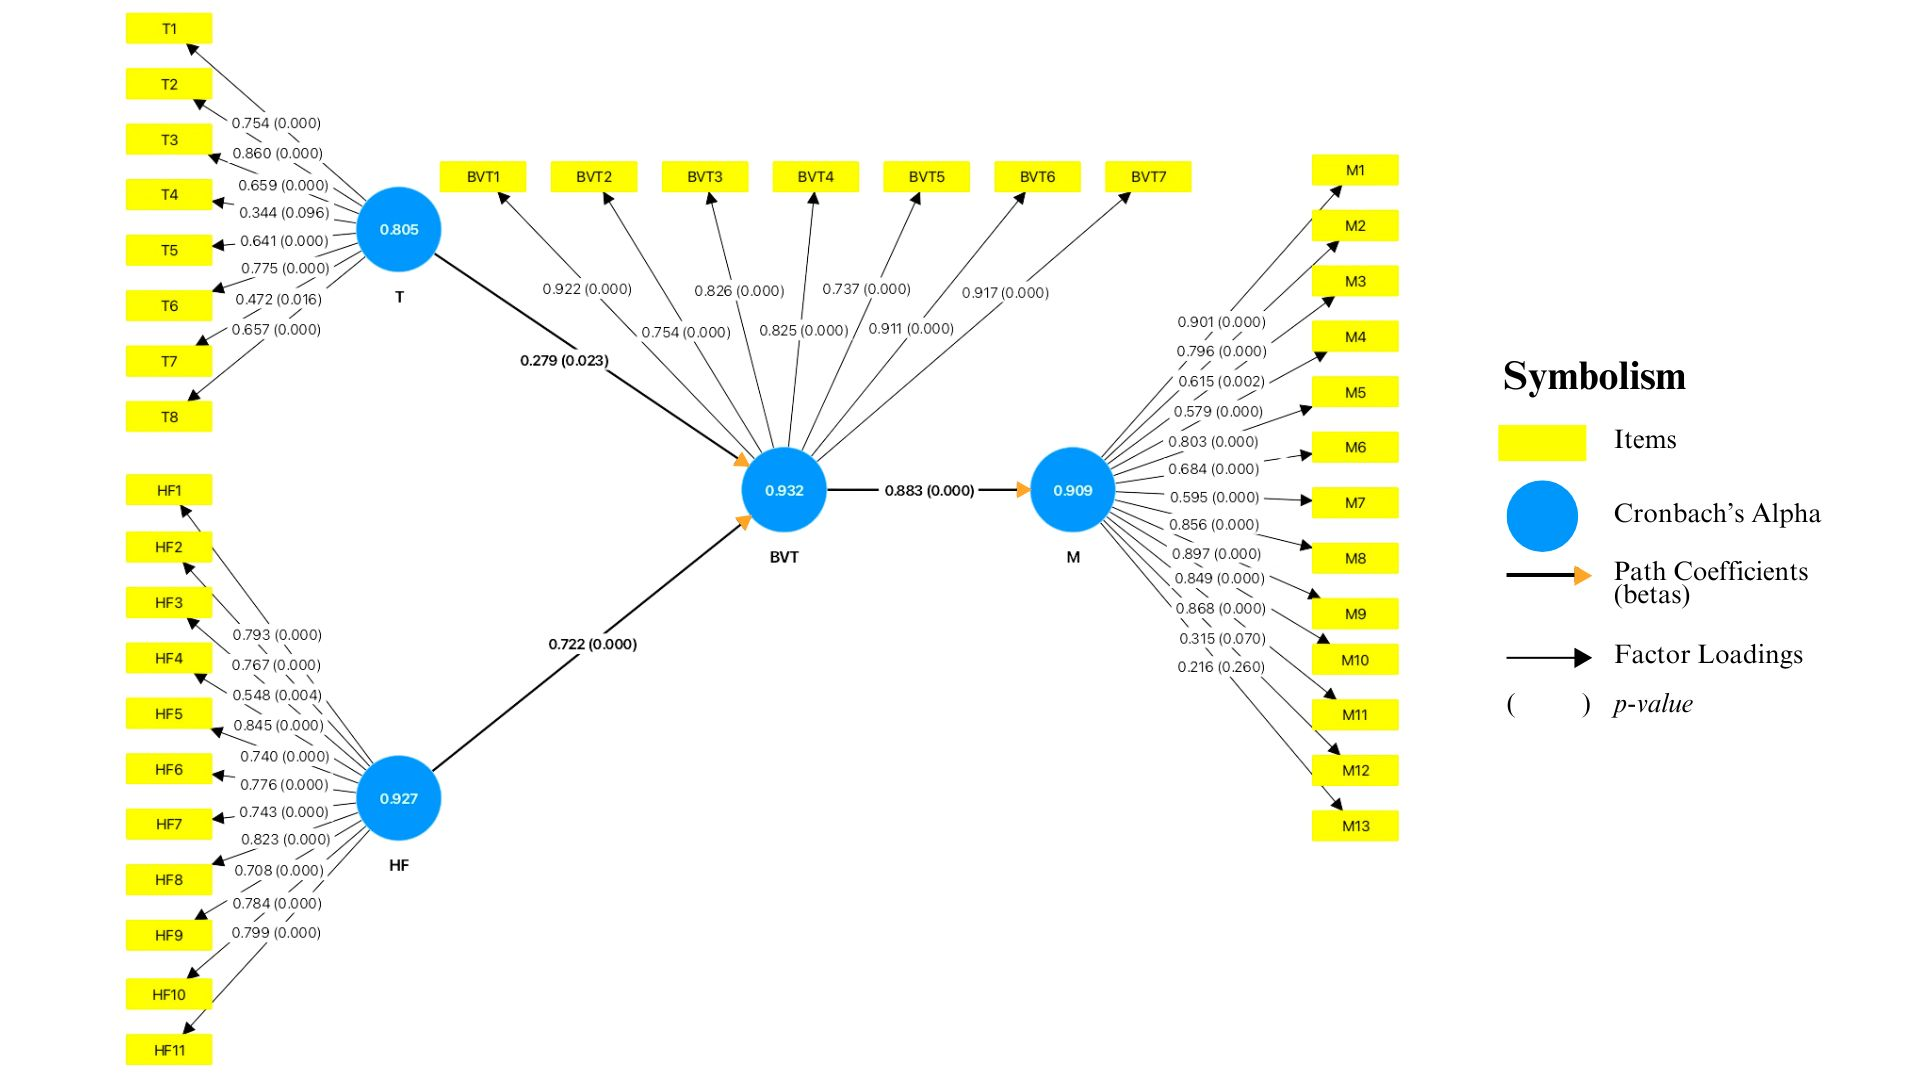 T1
T2
T3
T4
T5
T6
T7
T8
0.754 (0.000)
0.860 (0.000)
0.659 (0.000)
0.344 (0.096)
0.641 (0.000)
0.775 (0.000)
0.472 (0.016)
0.657 (0.000)
0.805
T
HF1
HF2
HF3
HF4
HF5
HF6
HF7
HF8
HF9
HF10
HF11
0.793 (0.000)
0.767 (0.000)
0.548 (0.004)
0.845 (0.000)
0.740 (0.000)
0.776 (0.000)
0.743 (0.000)
0.823 (0.000)
0.708 (0.000)
0.784 (0.000)
0.799 (0.000)
0.927
HF
0.279 (0.023)
0.722 (0.000)
BVT1
BVT2
BVT3
BVT4
BVT5
BVT6
BVT7
0.922 (0.000)
0.754 (0.000)
0.826 (0.000)
0.825 (0.000)
0.737 (0.000)
0.911 (0.000)
0.917 (0.000)
0.932
BVT
0.883 (0.000)
0.909
M
0.901 (0.000)
0.796 (0.000)
0.615 (0.002)
0.579 (0.000)
0.803 (0.000)
0.684 (0.000)
0.595 (0.000)
0.856 (0.000)
0.897 (0.000)
0.849 (0.000)
0.868 (0.000)
0.315 (0.070)
0.216 (0.260)
M1
M2
M3
M4
M5
M6
M7
M8
M9
M10
M11
M12
M13
Symbolism
Items
Cronbach's Alpha
Path Coefficients
(betas)
Factor Loadings
( ) p-value